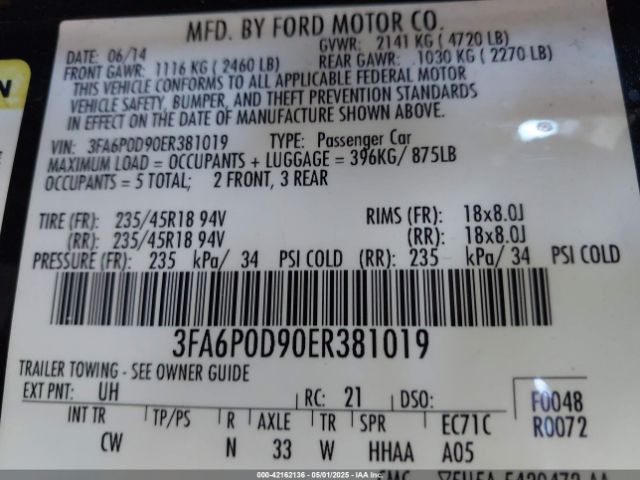 MFD. BY FORD MOTOR CO.
DATE: 06/14 GVWR: 2141 KG ( 4720 LB)
FRONT GAWR: 1116 KG ( 2460 LB) REAR GAWR: 1030 KG ( 2270 LB)
THIS VEHICLE CONFORMS TO ALL APPLICABLE FEDERAL MOTOR
VEHICLE SAFETY, BUMPER, AND THEFT PREVENTION STANDARDS
IN EFFECT ON THE DATE OF MANUFACTURE SHOWN ABOVE.
VIN: 3FA6P0D90ER381019 TYPE: Passenger Car
MAXIMUM LOAD = OCCUPANTS + LUGGAGE = 396KG/ 875LB
OCCUPANTS = 5 TOTAL; 2 FRONT, 3 REAR
TIRE (FR): 235/45R18 94V RIMS (FR): 18x8.0J
(RR): 235/45R18 94V (RR): 18x8.0J
PRESSURE (FR): 235 kPa/ 34 PSI COLD (RR): 235 kPa/ 34 PSI COLD
3FA6P0D90ER381019
TRAILER TOWING - SEE OWNER GUIDE
EXT PNT: UH RC: 21 DSO: F0048
INT TR TP/PS R AXLE TR SPR EC71C R0072
CW N 33 W HHAA A05
N
000-42162136 - 05/01/2025 - IAAI.com